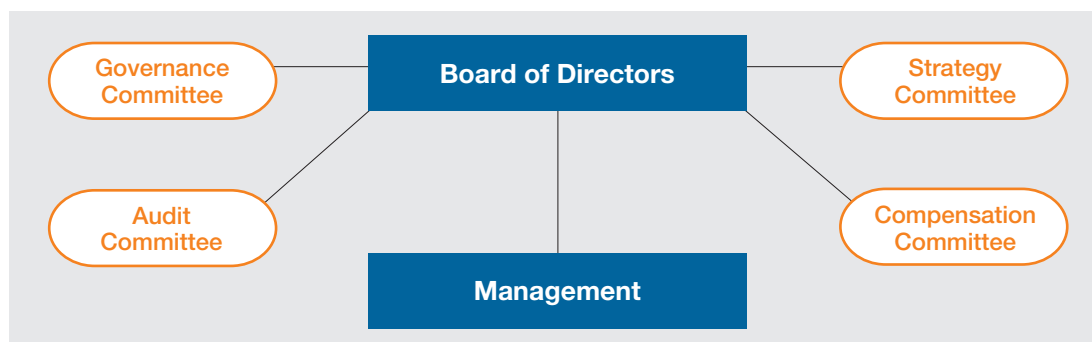 Governance
Committee
Board of Directors
Strategy
Committee
Audit
Committee
Compensation
Committee
Management